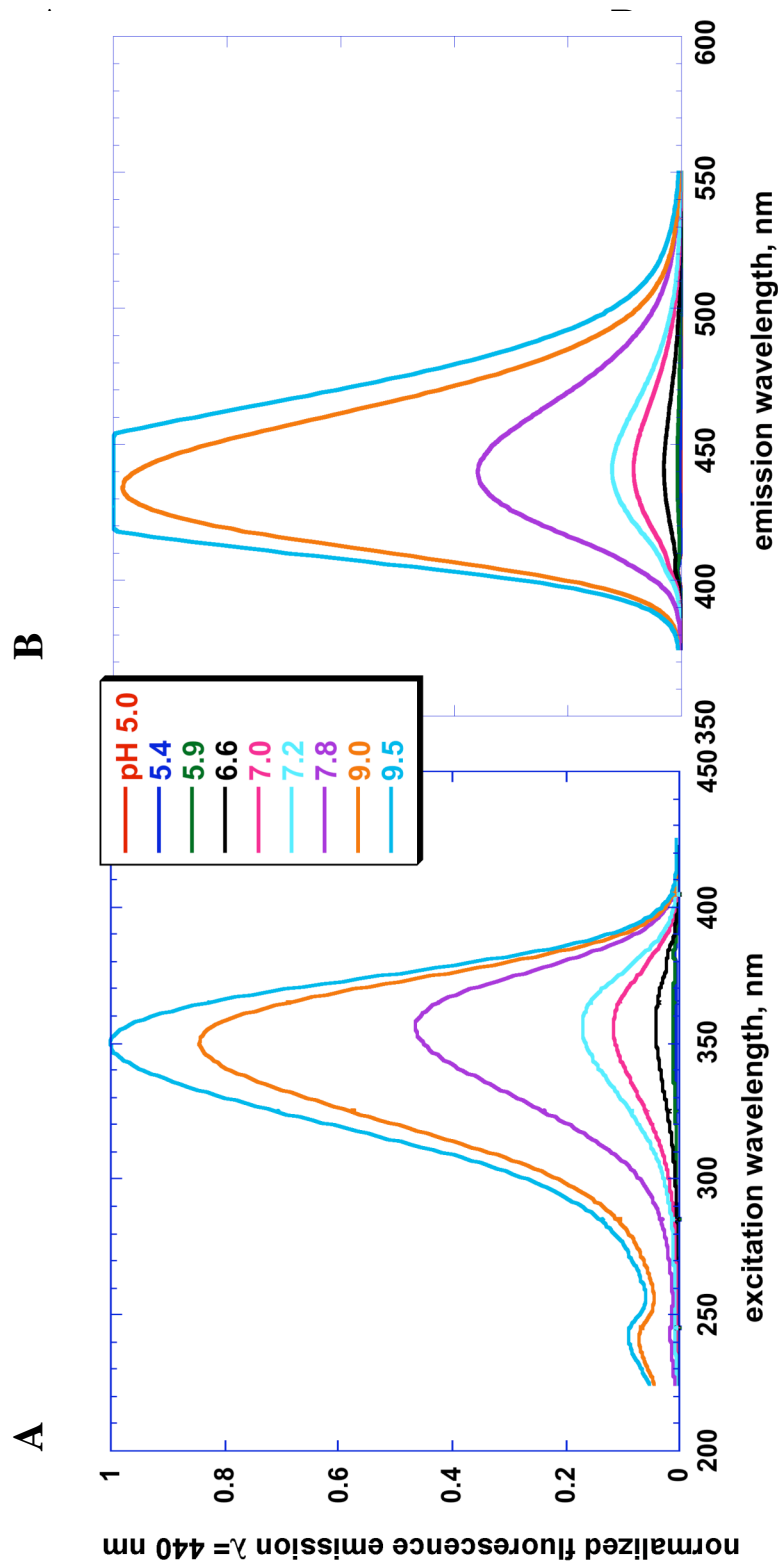 A
B
normalized fluorescence emission λ= 440 nm
1
0.8
0.6
0.4
0.2
0
200 250 300 350 400 450
excitation wavelength, nm
pH 5.0
5.4
5.9
6.6
7.0
7.2
7.8
9.0
9.5
350 400 450 500 550 600
emission wavelength, nm